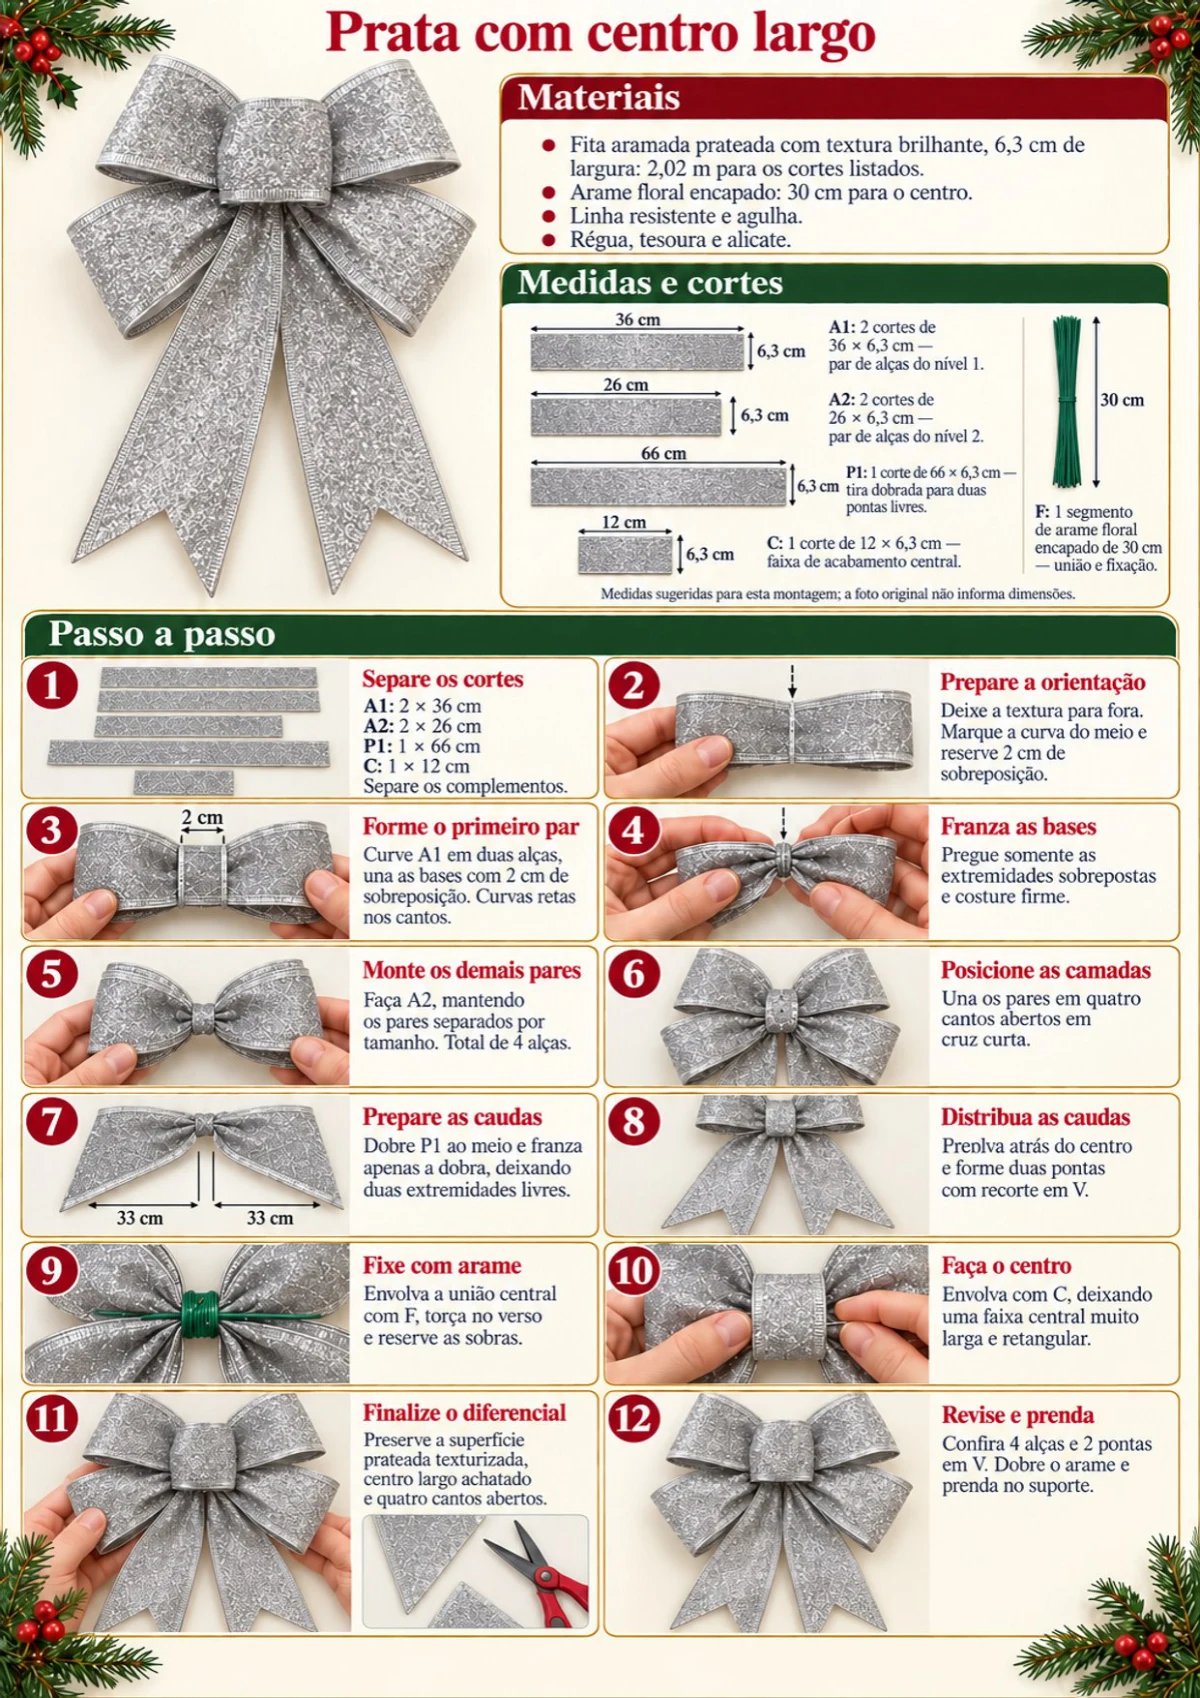 Prata com centro largo
Materiais
● Fita aramada prateada com textura brilhante, 6,3 cm de
largura: 2,02 m para os cortes listados.
● Arame floral encapado: 30 cm para o centro.
● Linha resistente e agulha.
● Régua, tesoura e alicate.
Medidas e cortes
36 cm
6,3 cm
A1: 2 cortes de
36 × 6,3 cm —
par de alças do nível 1.
26 cm
6,3 cm
A2: 2 cortes de
26 × 6,3 cm —
par de alças do nível 2.
66 cm
6,3 cm
P1: 1 corte de 66 × 6,3 cm —
tira dobrada para duas
pontas livres.
12 cm
6,3 cm
C: 1 corte de 12 × 6,3 cm —
faixa de acabamento central.
30 cm
F: 1 segmento
de arame floral
encapado de 30 cm
— união e fixação.
Medidas sugeridas para esta montagem; a foto original não informa dimensões.
Passo a passo
1
Separe os cortes
A1: 2 × 36 cm
A2: 2 × 26 cm
P1: 1 × 66 cm
C: 1 × 12 cm
Separe os complementos.
2
Prepare a orientação
Deixe a textura para fora.
Marque a curva do meio e
reserve 2 cm de
sobreposição.
3
2 cm
Forme o primeiro par
Curve A1 em duas alças,
una as bases com 2 cm de
sobreposição. Curvas retas
nos cantos.
4
Franza as bases
Pregue somente as
extremidades sobrepostas
e costure firme.
5
Monte os demais pares
Faça A2, mantendo
os pares separados por
tamanho. Total de 4 alças.
6
Posicione as camadas
Una os pares em quatro
cantos abertos em
cruz curta.
7
33 cm
33 cm
Prepare as caudas
Dobre P1 ao meio e franza
apenas a dobra, deixando
duas extremidades livres.
8
Distribua as caudas
Prenlva atrás do centro
e forme duas pontas
com recorte em V.
9
Fixe com arame
Envolva a união central
com F, torça no verso
e reserve as sobras.
10
Faça o centro
Envolva com C, deixando
uma faixa central muito
larga e retangular.
11
Finalize o diferencial
Preserve a superfície
prateada texturizada,
centro largo achatado
e quatro cantos abertos.
12
Revise e prenda
Confira 4 alças e 2 pontas
em V. Dobre o arame e
prenda no suporte.